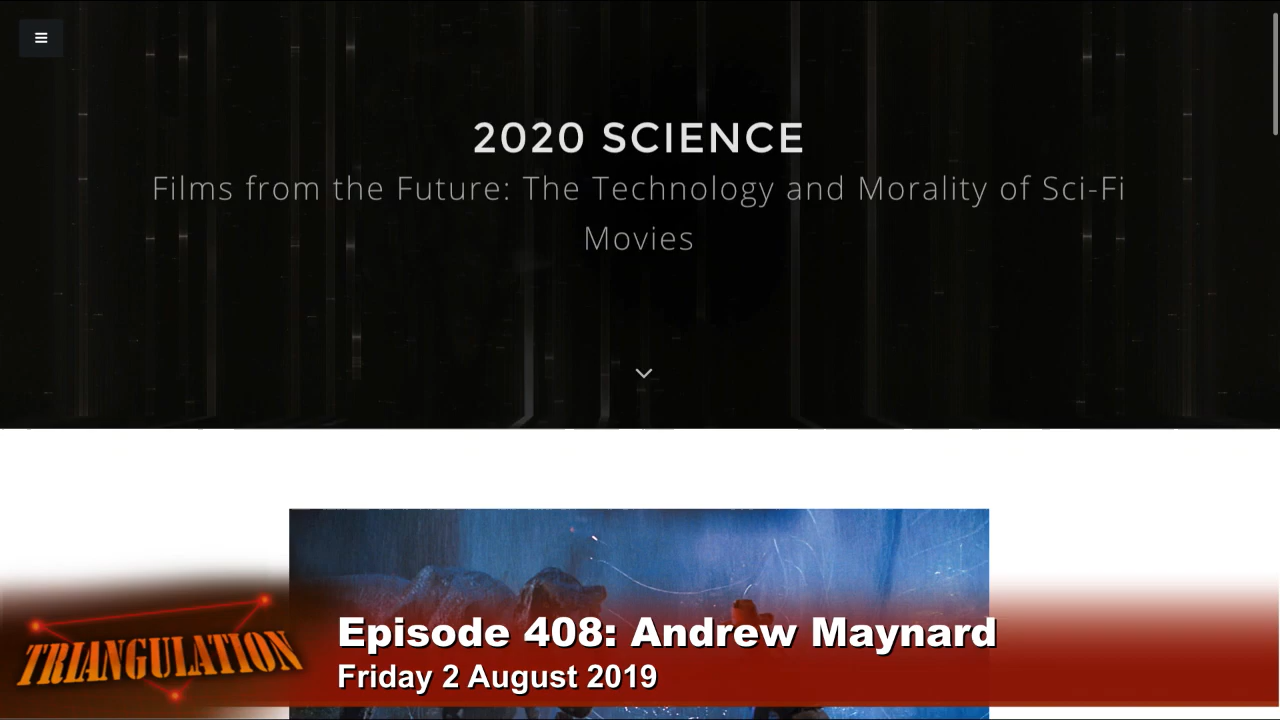 2020 SCIENCE
Films from the Future: The Technology and Morality of Sci-Fi
Movies
TRIANGULATION
Episode 408: Andrew Maynard
Friday 2 August 2019